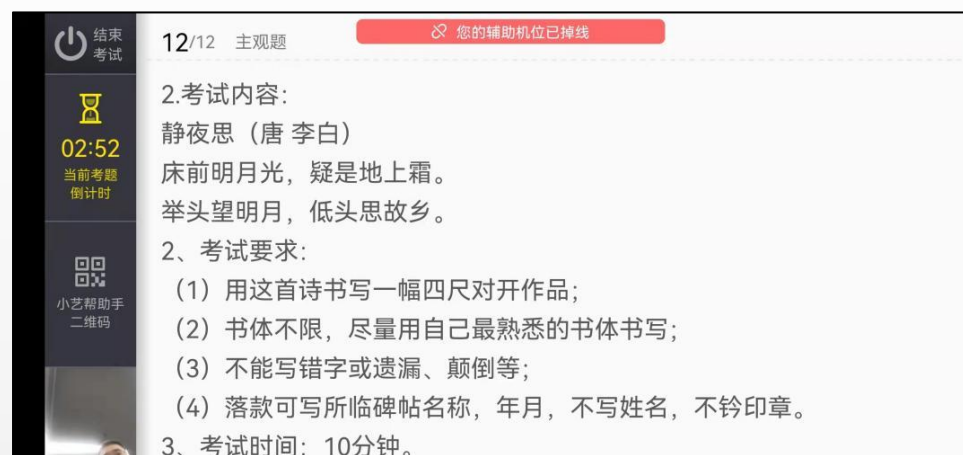 结束
考试
12/12 主观题
您的辅助机位已掉线
02:52
当前考题
倒计时
小艺帮助手
二维码
2.考试内容：
静夜思（唐 李白）
床前明月光，疑是地上霜。
举头望明月，低头思故乡。
2、考试要求：
（1）用这首诗书写一幅四尺对开作品；
（2）书体不限，尽量用自己最熟悉的书体书写；
（3）不能写错字或遗漏、颠倒等；
（4）落款可写所临碑帖名称，年月，不写姓名，不钤印章。
3、考试时间：10分钟。